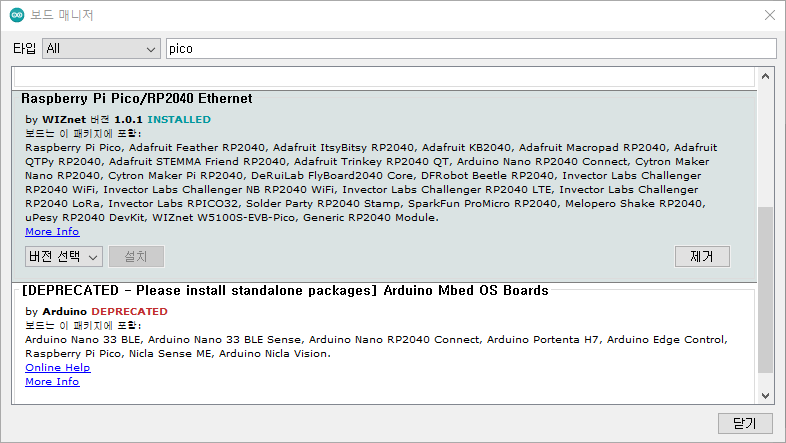 보드 매니저
타입 All pico
Raspberry Pi Pico/RP2040 Ethernet
by WIZnet 버전 1.0.1 INSTALLED
보드는 이 패키지에 포함:
Raspberry Pi Pico, Adafruit Feather RP2040, Adafruit ItsyBitsy RP2040, Adafruit KB2040, Adafruit Macropad RP2040, Adafruit
QTPy RP2040, Adafruit STEMMA Friend RP2040, Adafruit Trinkey RP2040 QT, Arduino Nano RP2040 Connect, Cytron Maker
Nano RP2040, Cytron Maker Pi RP2040, DeRuiLab FlyBoard2040 Core, DFRobot Beetle RP2040, Invector Labs Challenger
RP2040 WiFi, Invector Labs Challenger NB RP2040 WiFi, Invector Labs Challenger RP2040 LTE, Invector Labs Challenger
RP2040 LoRa, Invector Labs RPICO32, Solder Party RP2040 Stamp, SparkFun ProMicro RP2040, Melopero Shake RP2040,
uPesy RP2040 DevKit, WIZnet W5100S-EVB-Pico, Generic RP2040 Module.
More Info
버전 선택 설치 제거
[DEPRECATED - Please install standalone packages] Arduino Mbed OS Boards
by Arduino DEPRECATED
보드는 이 패키지에 포함:
Arduino Nano 33 BLE, Arduino Nano 33 BLE Sense, Arduino Nano RP2040 Connect, Arduino Portenta H7, Arduino Edge Control,
Raspberry Pi Pico, Nicla Sense ME, Arduino Nicla Vision.
Online Help
More Info
닫기